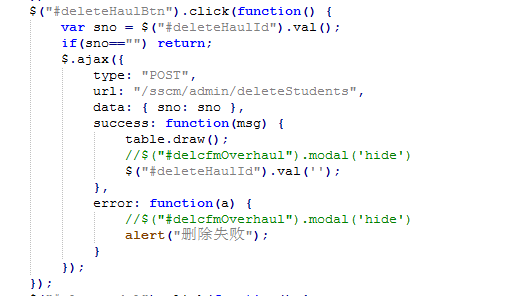 $("#deleteHaulBtn").click(function() {
var sno = $("#deleteHaulId").val();
if(sno=="") return;
$.ajax({
type: "POST",
url: "/sscm/admin/deleteStudents",
data: { sno: sno },
success: function(msg) {
table.draw();
//$("#delcfmOverhaul").modal('hide')
$("#deleteHaulId").val('');
},
error: function(a) {
//$("#delcfmOverhaul").modal('hide')
alert("删除失败");
}
});
});